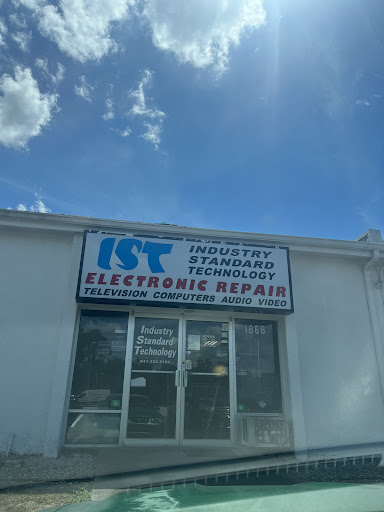 IST
INDUSTRY
STANDARD
TECHNOLOGY
ELECTRONIC REPAIR
TELEVISION COMPUTERS AUDIO VIDEO
Industry
Standard
Technology
1868